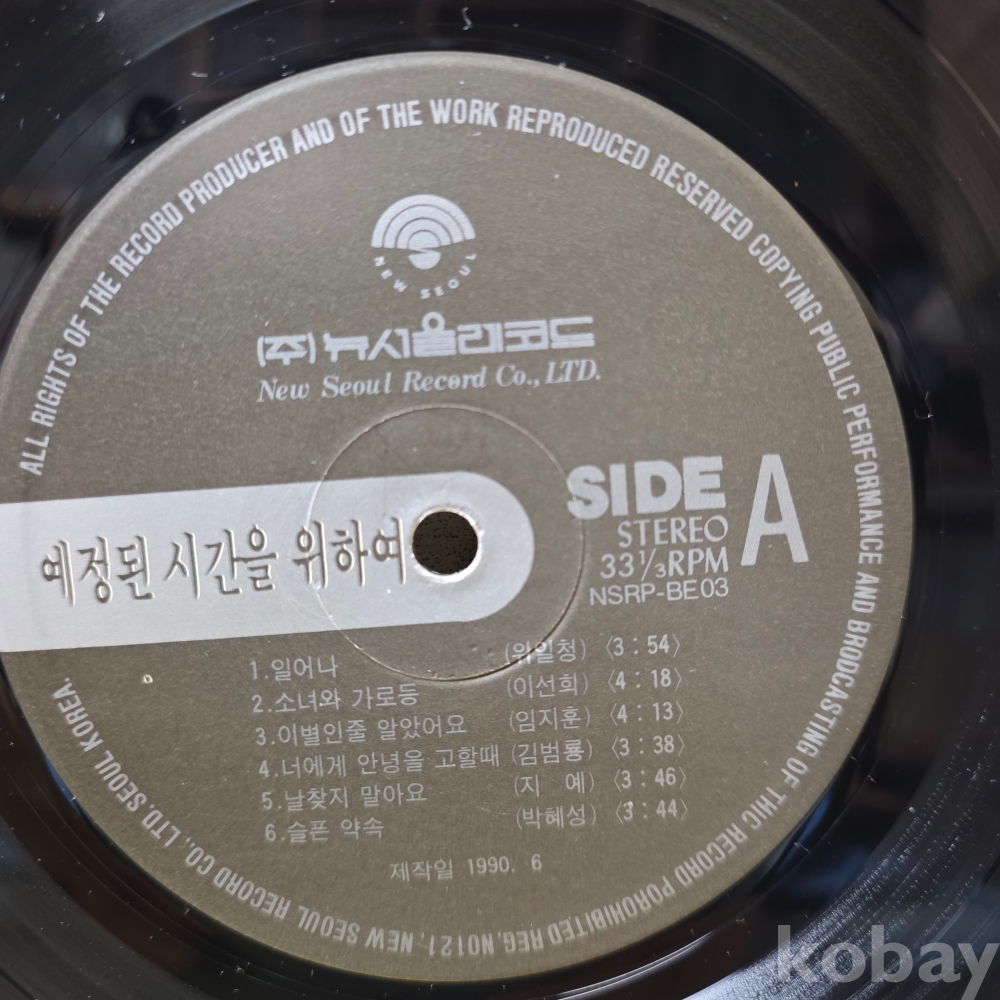 ALL RIGHTS OF THE RECORD PRODUCER AND OF THE WORK REPRODUCED RESERVED COPYING PUBLIC PERFORMANCE AND BRODCASTING OF THIC RECORD POROHIBITED REG. NO121. NEW SEOUL RECORD CO., LTD. SEOUL KOREA.
NEW SEOUL
(주)뉴서울레코드
New Seoul Record Co., LTD.
SIDE A
STEREO
33⅓RPM
NSRP-BE03
예정된 시간을 위하여
1.일어나 (위일청) 〈3 : 54〉
2.소녀와 가로등 (이선희) 〈4 : 18〉
3.이별인줄 알았어요 (임지훈) 〈4 : 13〉
4.너에게 안녕을 고할때 (김범룡) 〈3 : 38〉
5.날찾지 말아요 (지 예) 〈3 : 46〉
6.슬픈 약속 (박혜성) 〈3 : 44〉
제작일 1990. 6
kobay